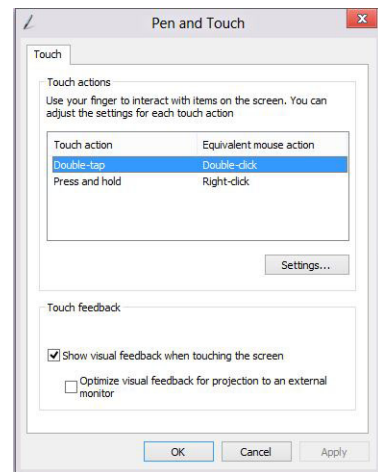 Pen and Touch
Touch
Touch actions
Use your finger to interact with items on the screen. You can
adjust the settings for each touch action
Touch action Equivalent mouse action
Double-tap Double-click
Press and hold Right-click
Settings...
Touch feedback
Show visual feedback when touching the screen
Optimize visual feedback for projection to an external
monitor
OK Cancel Apply